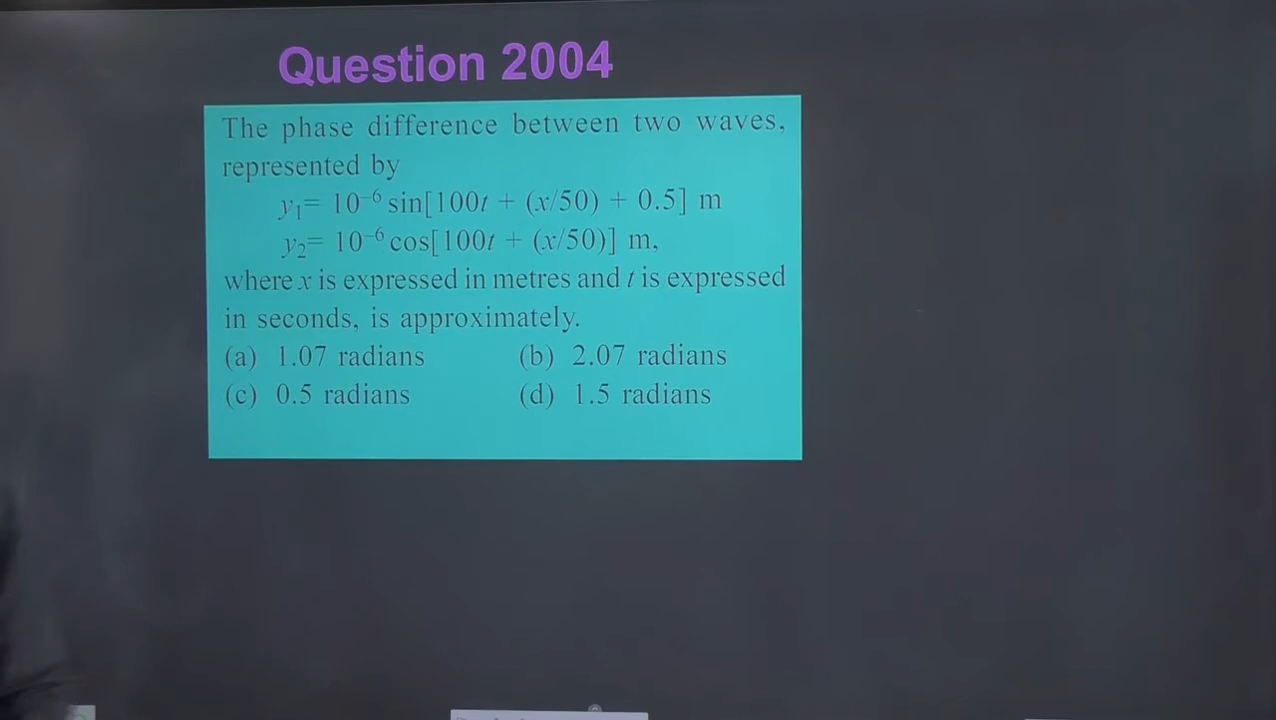 Question 2004
The phase difference between two waves,
represented by
y₁= 10⁻⁶ sin[100t + (x/50) + 0.5] m
y₂= 10⁻⁶ cos[100t + (x/50)] m,
where x is expressed in metres and t is expressed
in seconds, is approximately.
(a) 1.07 radians (b) 2.07 radians
(c) 0.5 radians (d) 1.5 radians